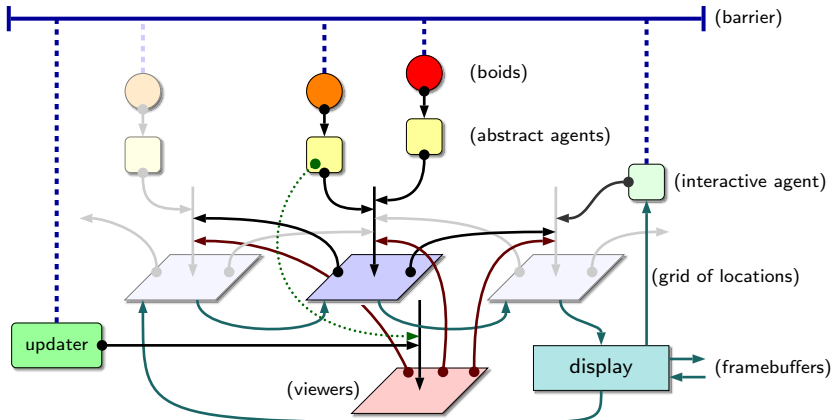 (barrier)
(boids)
(abstract agents)
(interactive agent)
(grid of locations)
updater
display
(framebuffers)
(viewers)